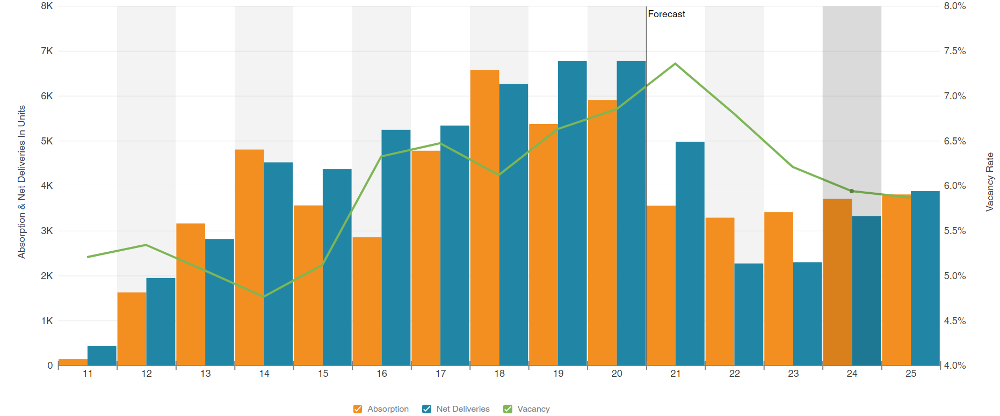 8K
8.0%
Forecast
7K
7.5%
6K
7.0%
5K
6.5%
4K
6.0%
3K
5.5%
2K
5.0%
1K
4.5%
0
4.0%
Absorption & Net Deliveries In Units
Vacancy Rate
11 12 13 14 15 16 17 18 19 20 21 22 23 24 25
Absorption Net Deliveries Vacancy